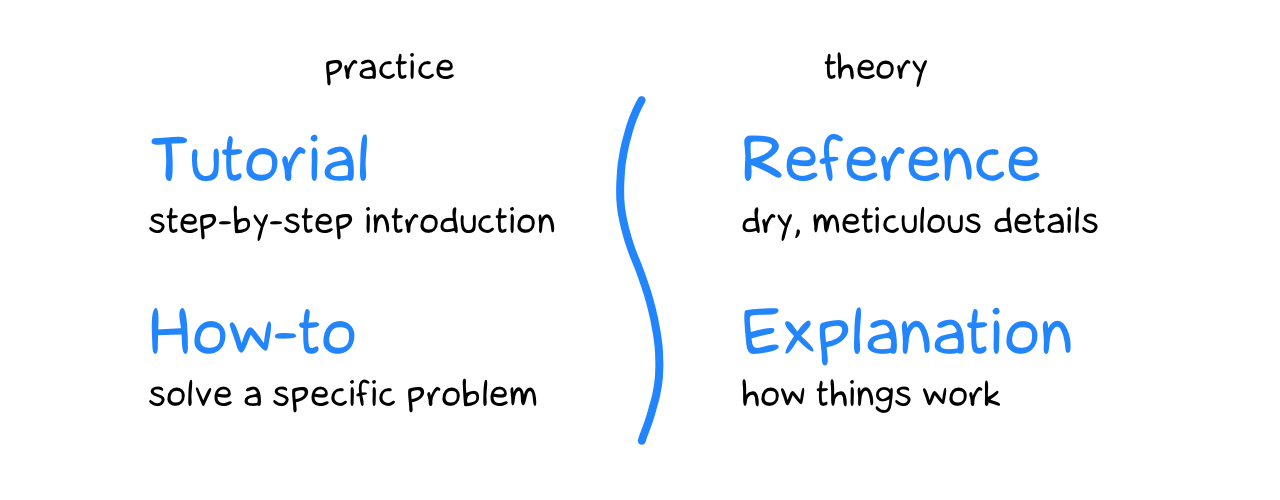 practice
theory
Tutorial
step-by-step introduction
Reference
dry, meticulous details
How-to
solve a specific problem
Explanation
how things work